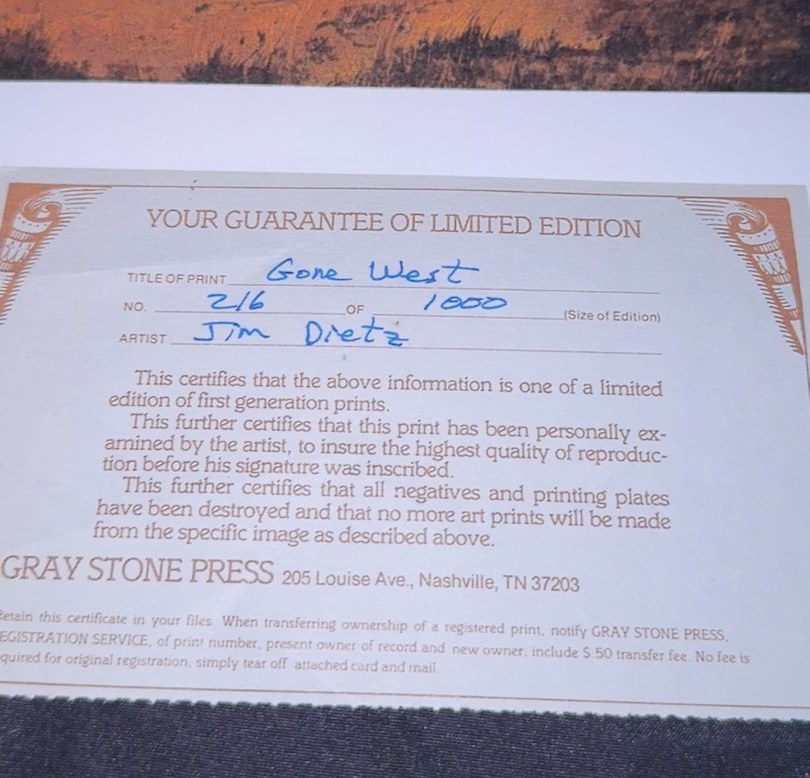 YOUR GUARANTEE OF LIMITED EDITION
TITLE OF PRINT Gone West
NO. 216 OF 1000 (Size of Edition)
ARTIST Jim Dietz
This certifies that the above information is one of a limited
edition of first generation prints.
This further certifies that this print has been personally ex-
amined by the artist, to insure the highest quality of reproduc-
tion before his signature was inscribed.
This further certifies that all negatives and printing plates
have been destroyed and that no more art prints will be made
from the specific image as described above.
GRAY STONE PRESS 205 Louise Ave., Nashville, TN 37203
Retain this certificate in your files. When transferring ownership of a registered print, notify GRAY STONE PRESS,
EGISTRATION SERVICE, of print number, present owner of record and new owner, include $.50 transfer fee. No fee is
quired for original registration, simply tear off attached card and mail